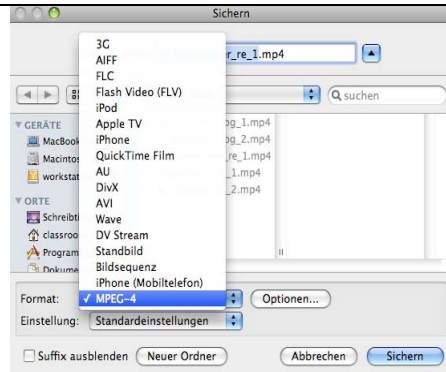 Sichern
3G
AIFF
r_re_1.mp4
FLC
Flash Video (FLV)
suchen
iPod
GERÄTE
Apple TV
pg_1.mp4
MacBook
iPhone
pg_2.mp4
Macintos
QuickTime Film
_re_1.mp4
workstat
AU
_1.mp4
DivX
_2.mp4
ORTE
AVI
Schreibti
Wave
classroo
DV Stream
Program
Standbild
Dokume
Bildsequenz
iPhone (Mobiltelefon)
Format: ✓ MPEG-4 Optionen...
Einstellung: Standardeinstellungen
Suffix ausblenden Neuer Ordner Abbrechen Sichern